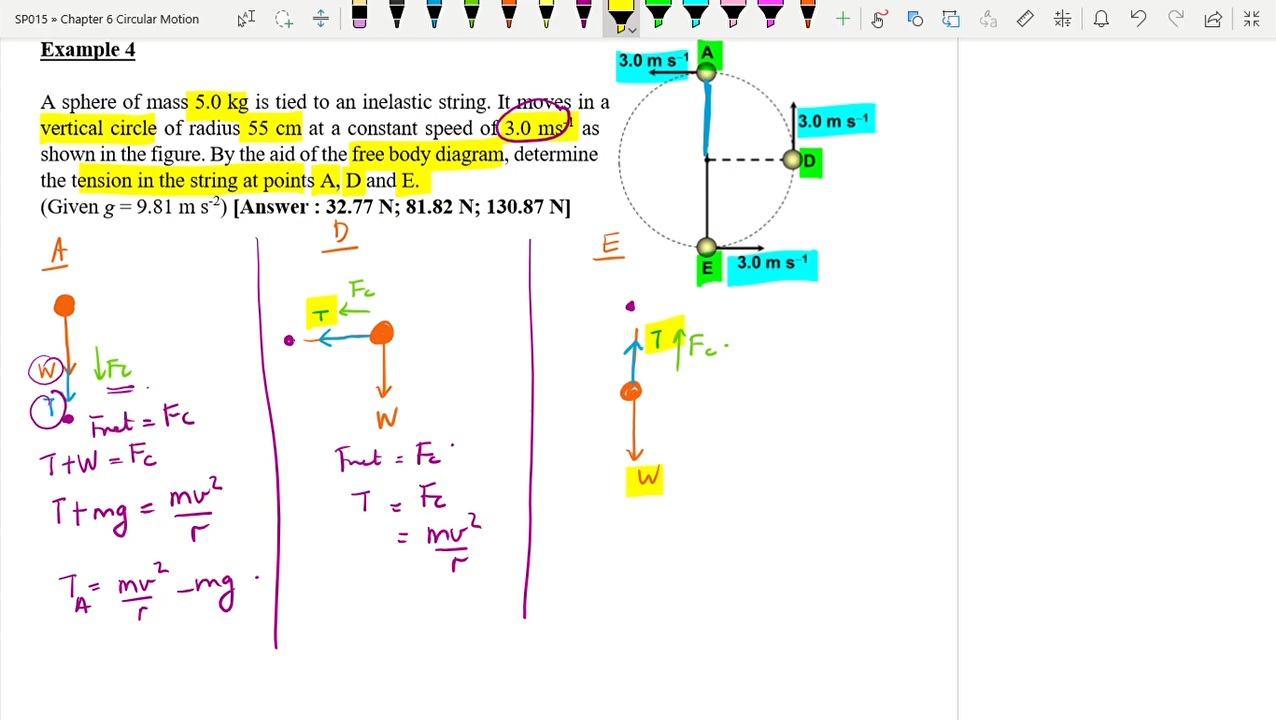 SP015 » Chapter 6 Circular Motion
Example 4
A sphere of mass 5.0 kg is tied to an inelastic string. It moves in a
vertical circle of radius 55 cm at a constant speed of 3.0 ms⁻¹ as
shown in the figure. By the aid of the free body diagram, determine
the tension in the string at points A, D and E.
(Given g = 9.81 m s⁻²) [Answer : 32.77 N; 81.82 N; 130.87 N]
A
3.0 m s⁻¹
3.0 m s⁻¹
D
E
3.0 m s⁻¹
A
W
Fc
T
Fnet = Fc
T+W = Fc
T+mg = mv²/r
T_A = mv²/r - mg
D
Fc
T
W
Fnet = Fc
T = Fc
= mv²/r
E
T
Fc
W